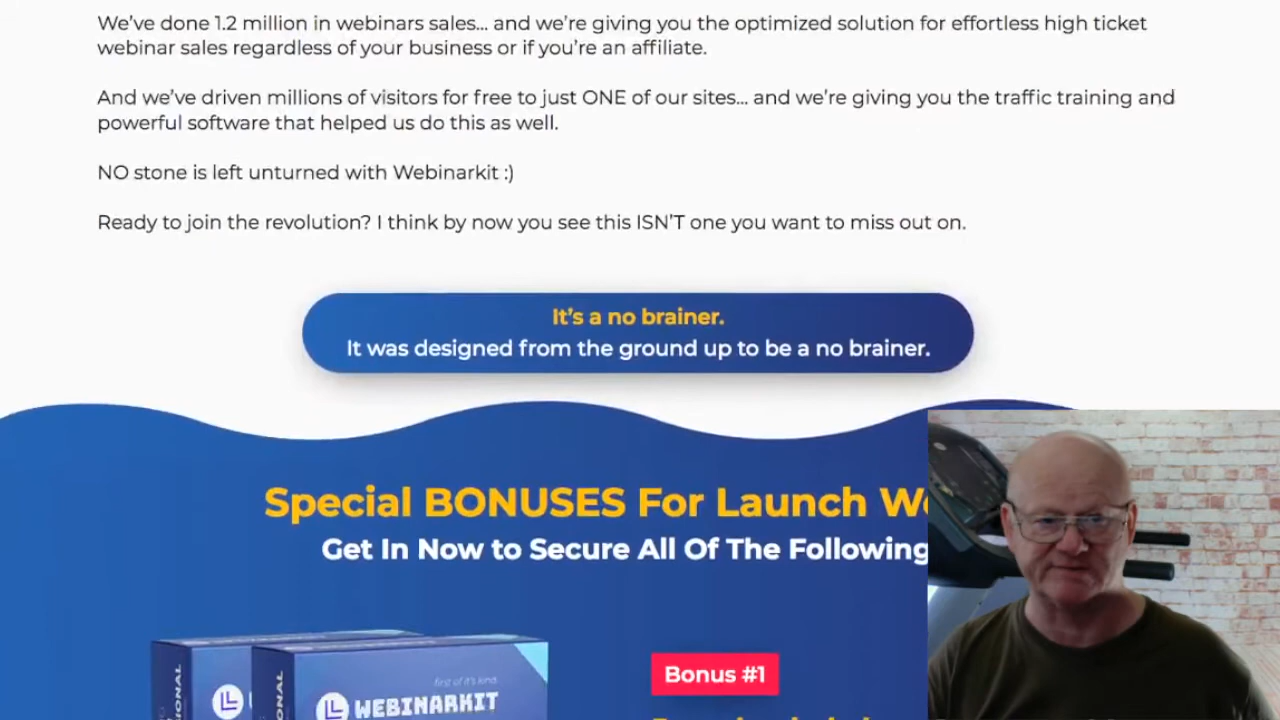 We've done 1.2 million in webinars sales... and we're giving you the optimized solution for effortless high ticket
webinar sales regardless of your business or if you're an affiliate.
And we've driven millions of visitors for free to just ONE of our sites... and we're giving you the traffic training and
powerful software that helped us do this as well.
NO stone is left unturned with Webinarkit :)
Ready to join the revolution? I think by now you see this ISN'T one you want to miss out on.
It's a no brainer.
It was designed from the ground up to be a no brainer.
Special BONUSES For Launch
Get In Now to Secure All Of The Following
Bonus #1
first of it's kind.
WEBINARKIT